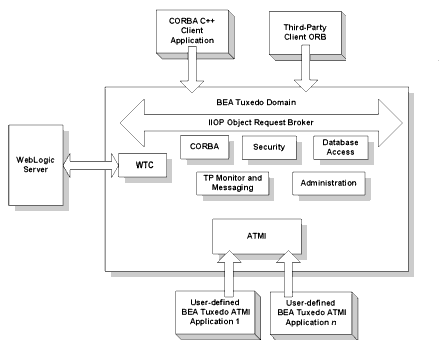 CORBA C++
Client
Application
Third-Party
Client ORB
BEA Tuxedo Domain
IIOP Object Request Broker
CORBA
Security
Database
Access
WebLogic
Server
WTC
TP Monitor and
Messaging
Administration
ATMI
User-defined
BEA Tuxedo ATMI
Application 1
User-defined
BEA Tuxedo ATMI
Application n